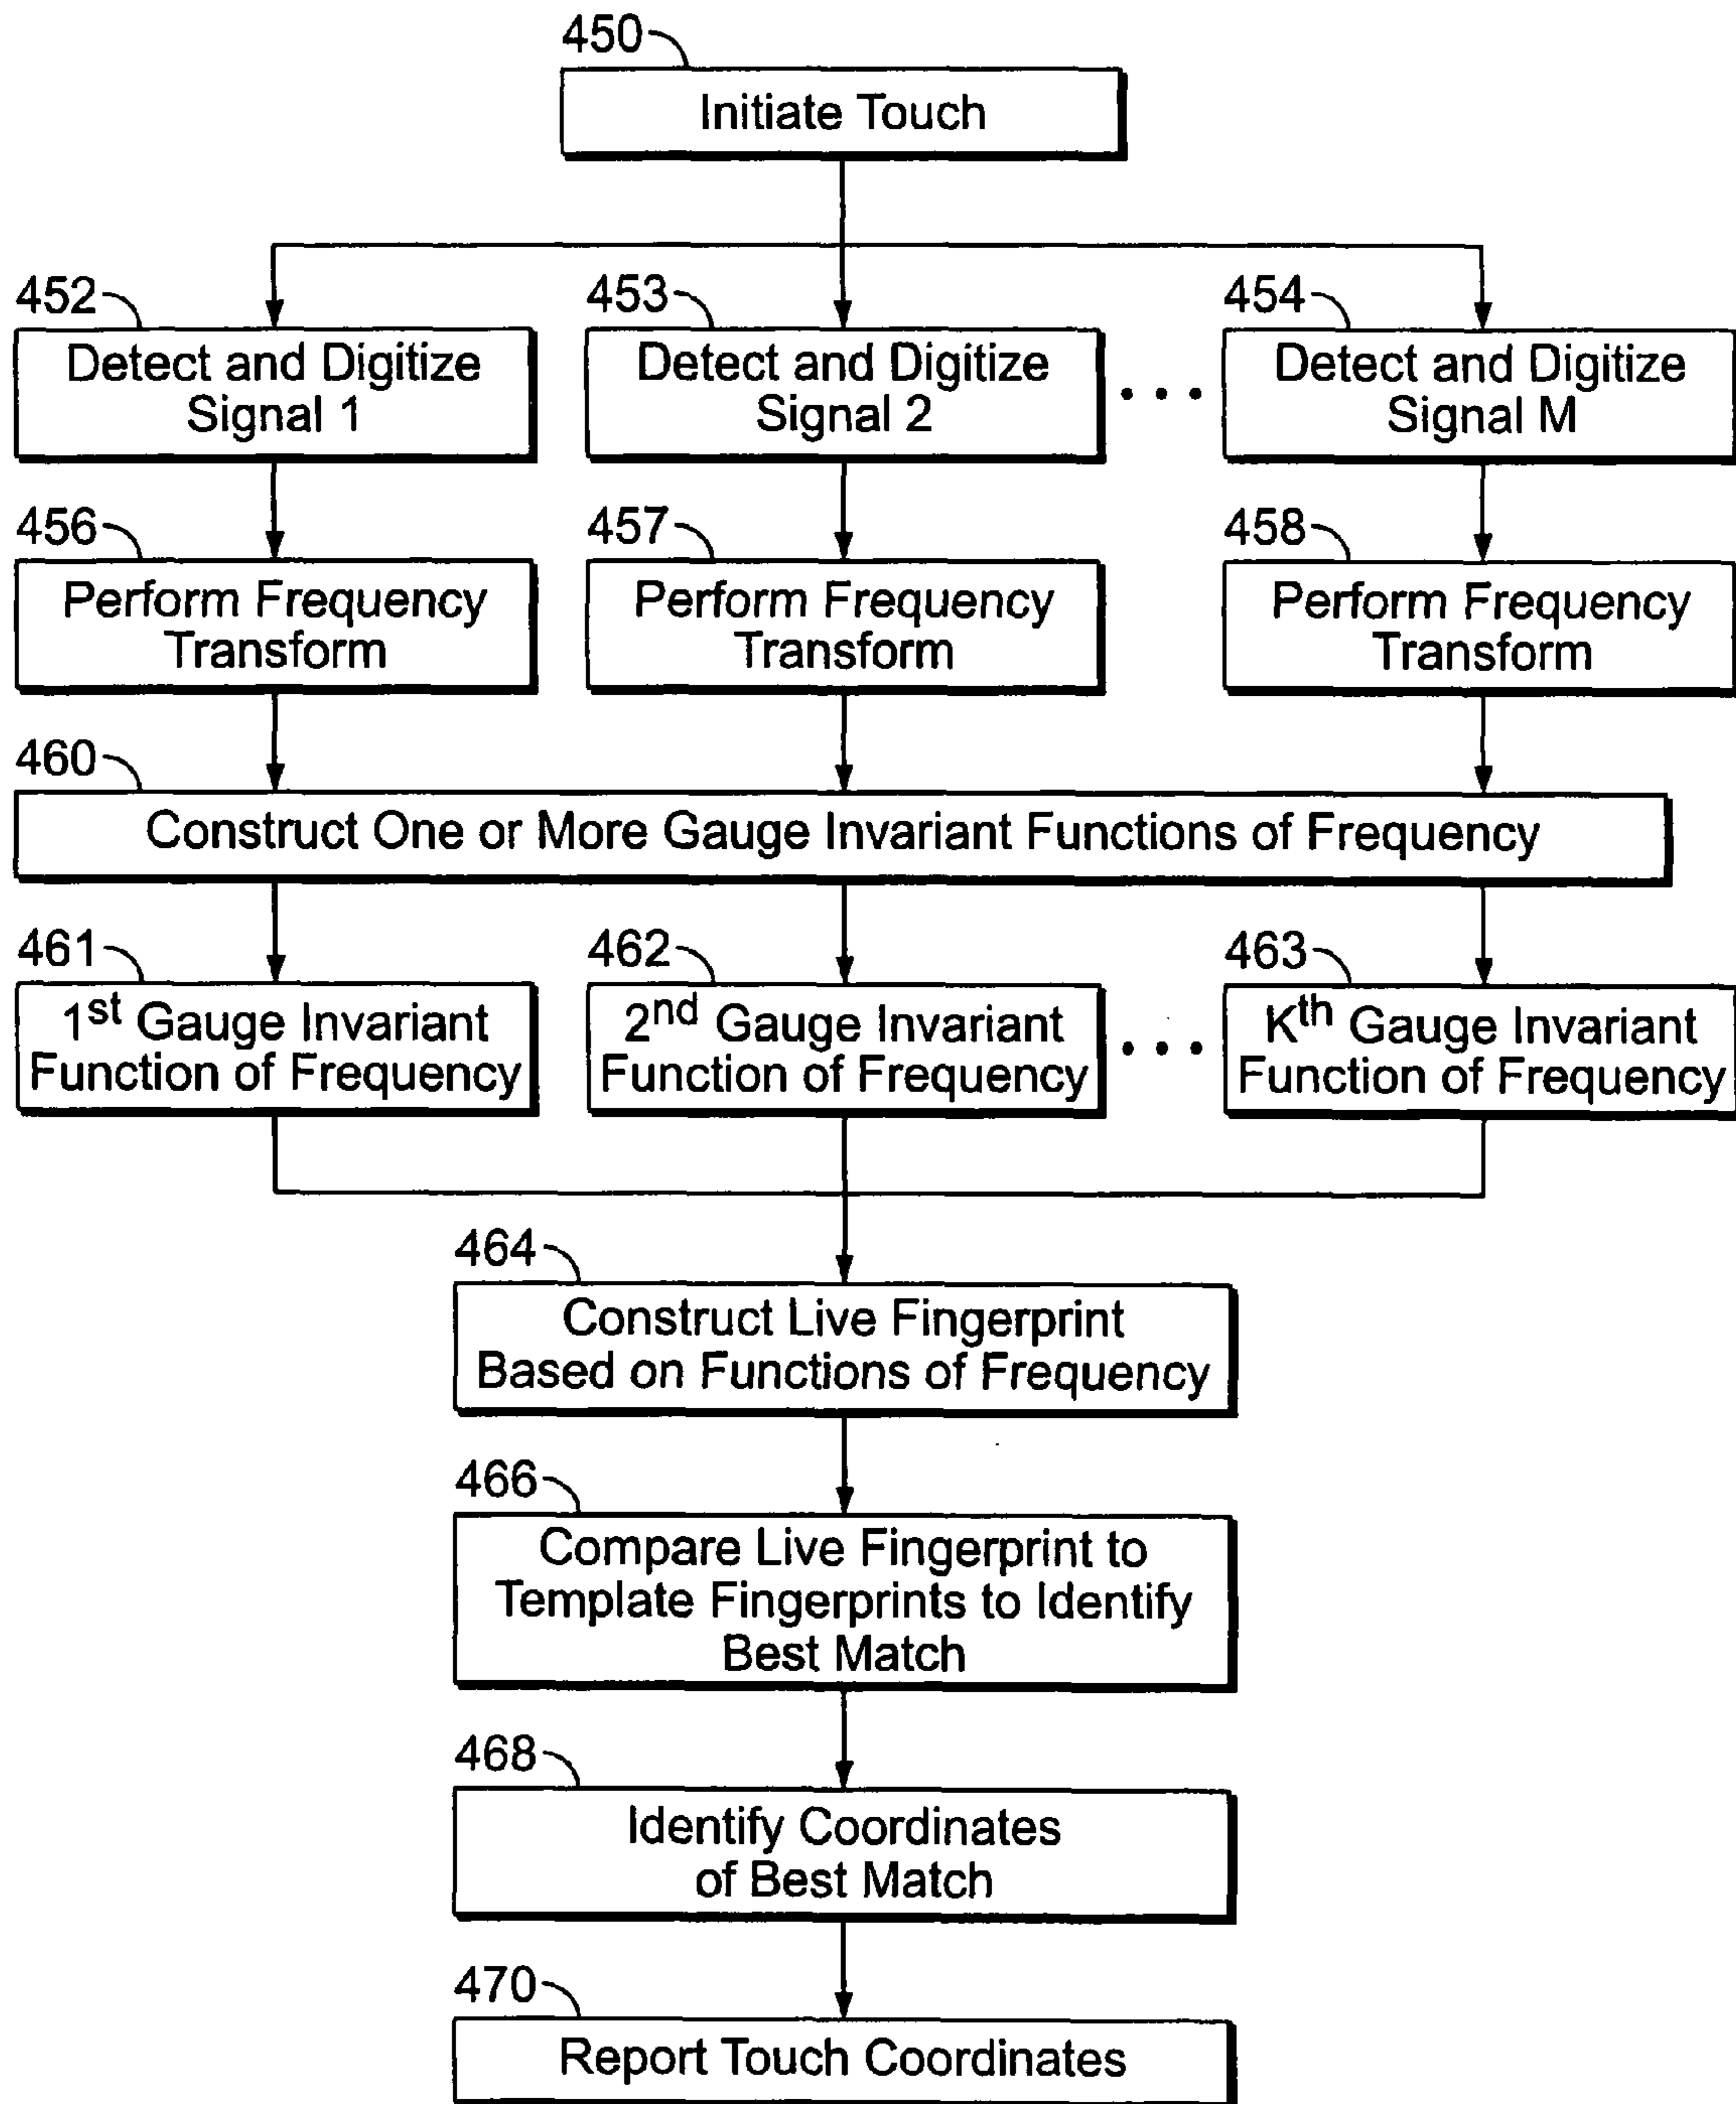 450
Initiate Touch
452
453
454
Detect and Digitize
Signal 1
Detect and Digitize
Signal 2
• • •
Detect and Digitize
Signal M
456
457
458
Perform Frequency
Transform
Perform Frequency
Transform
Perform Frequency
Transform
460
Construct One or More Gauge Invariant Functions of Frequency
461
462
463
1st Gauge Invariant
Function of Frequency
2nd Gauge Invariant
Function of Frequency
• • •
Kth Gauge Invariant
Function of Frequency
464
Construct Live Fingerprint
Based on Functions of Frequency
466
Compare Live Fingerprint to
Template Fingerprints to Identify
Best Match
468
Identify Coordinates
of Best Match
470
Report Touch Coordinates